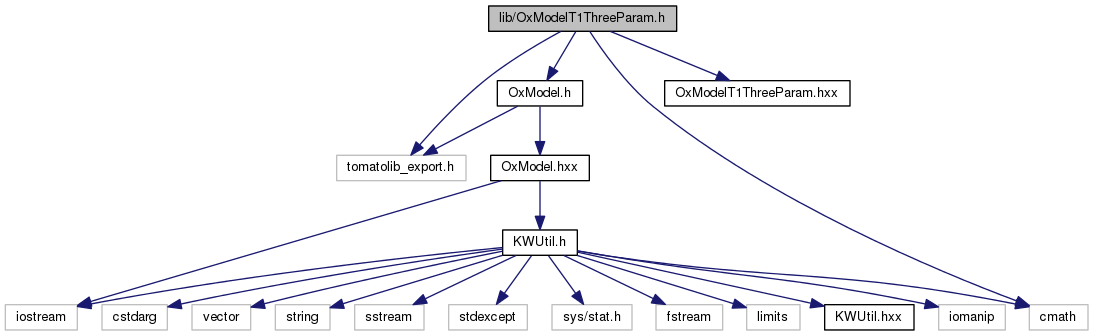 lib/OxModelT1ThreeParam.h
OxModel.h
OxModelT1ThreeParam.hxx
tomatolib_export.h
OxModel.hxx
KWUtil.h
iostream
cstdarg
vector
string
sstream
stdexcept
sys/stat.h
fstream
limits
KWUtil.hxx
iomanip
cmath